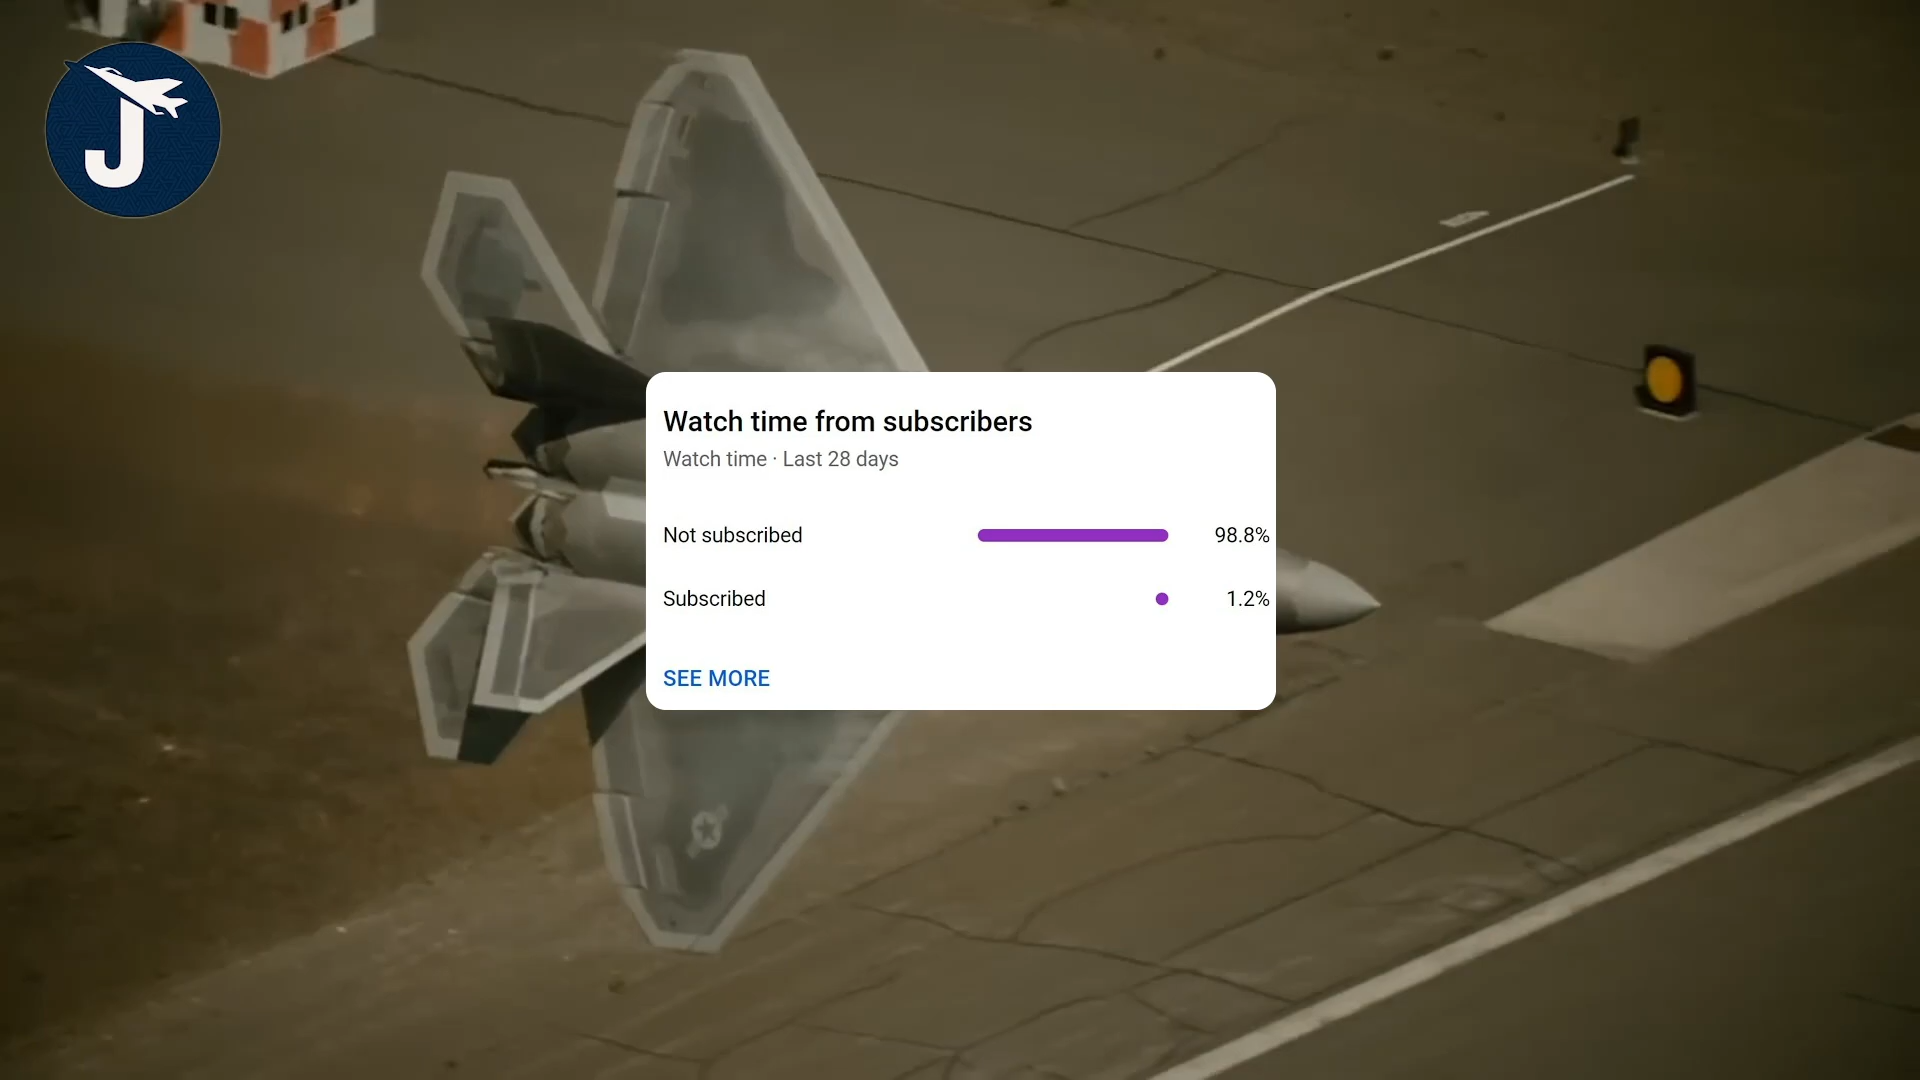 J
Watch time from subscribers
Watch time · Last 28 days
Not subscribed 98.8%
Subscribed 1.2%
SEE MORE